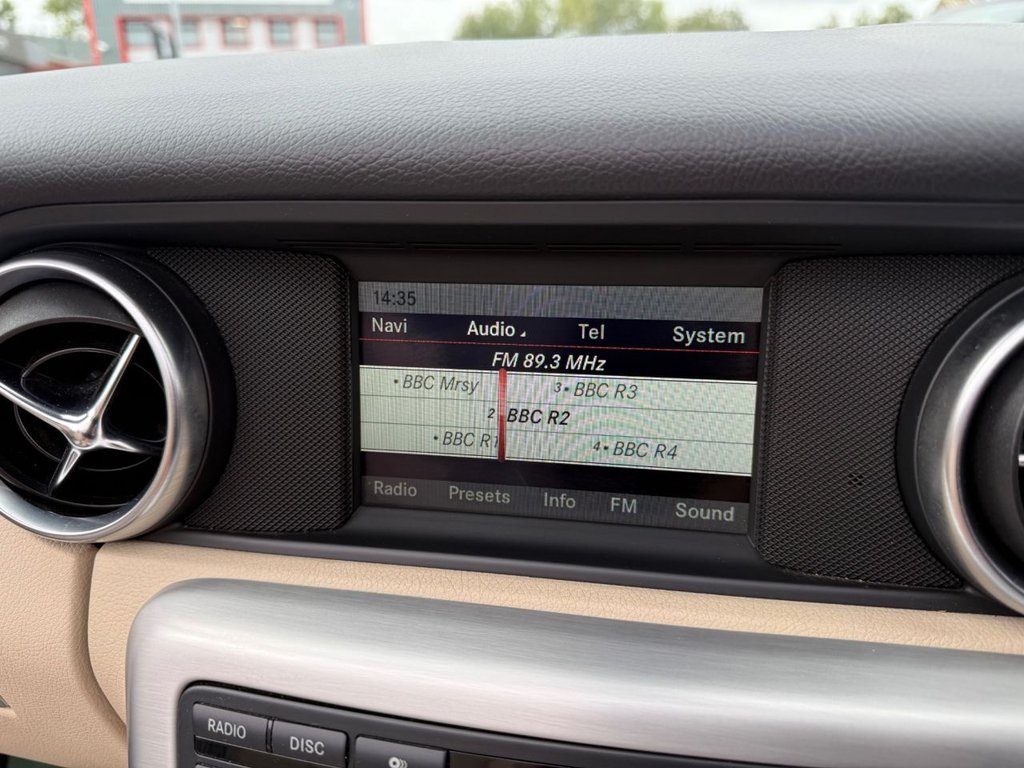 14:35
Navi Audio Tel System
FM 89.3 MHz
•BBC Mrsy 3•BBC R3
2 BBC R2
•BBC R1 4•BBC R4
Radio Presets Info FM Sound
RADIO DISC